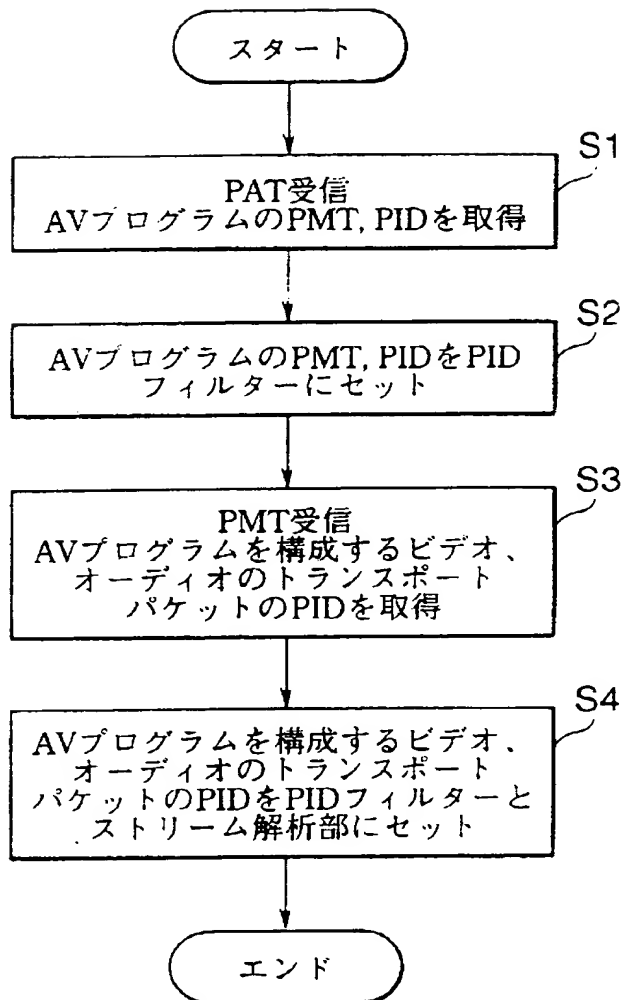 スタート
S1
PAT受信
AVプログラムのPMT, PIDを取得
S2
AVプログラムのPMT, PIDをPID
フィルターにセット
S3
PMT受信
AVプログラムを構成するビデオ、
オーディオのトランスポート
パケットのPIDを取得
S4
AVプログラムを構成するビデオ、
オーディオのトランスポート
パケットのPIDをPIDフィルターと
ストリーム解析部にセット
エンド